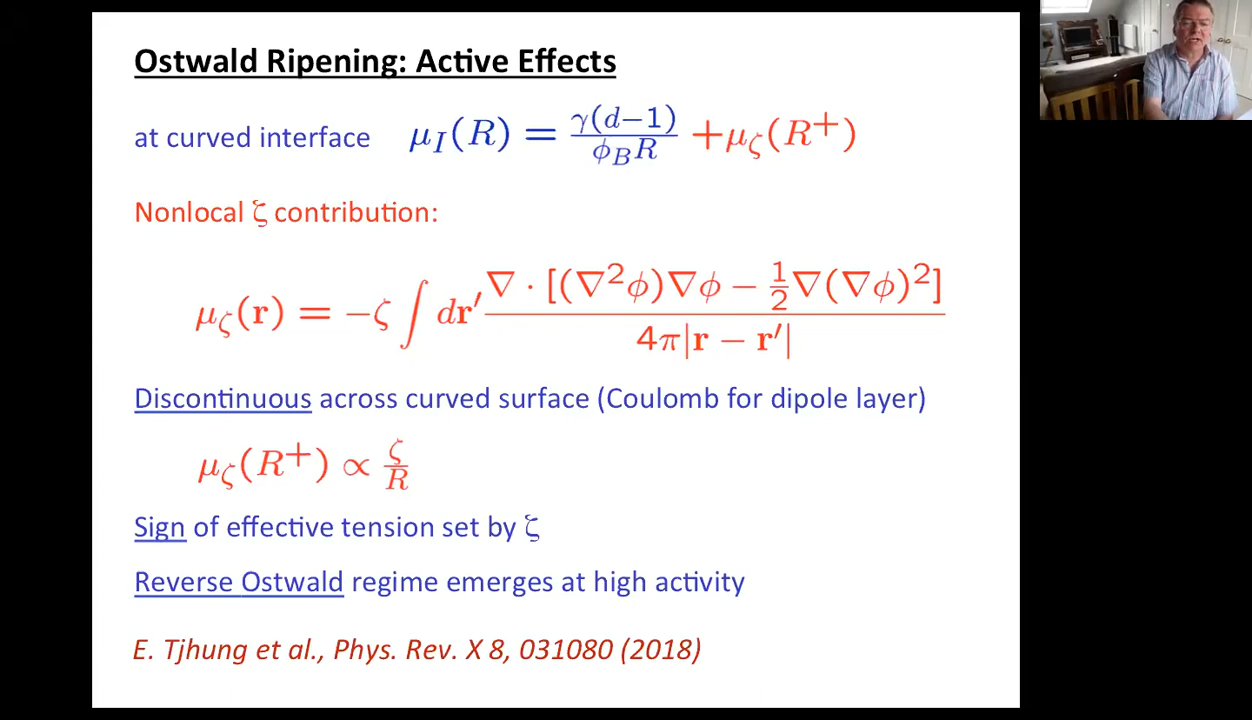 Ostwald Ripening: Active Effects
at curved interface μ_I(R) = γ(d−1)/(ϕ_B R) +μ_ζ(R⁺)
Nonlocal ζ contribution:
μ_ζ(𝐫) = −ζ ∫ d𝐫′ ∇ · [(∇²ϕ)∇ϕ − ½∇(∇ϕ)²] / 4π|𝐫 − 𝐫′|
Discontinuous across curved surface (Coulomb for dipole layer)
μ_ζ(R⁺) ∝ ζ/R
Sign of effective tension set by ζ
Reverse Ostwald regime emerges at high activity
E. Tjhung et al., Phys. Rev. X 8, 031080 (2018)